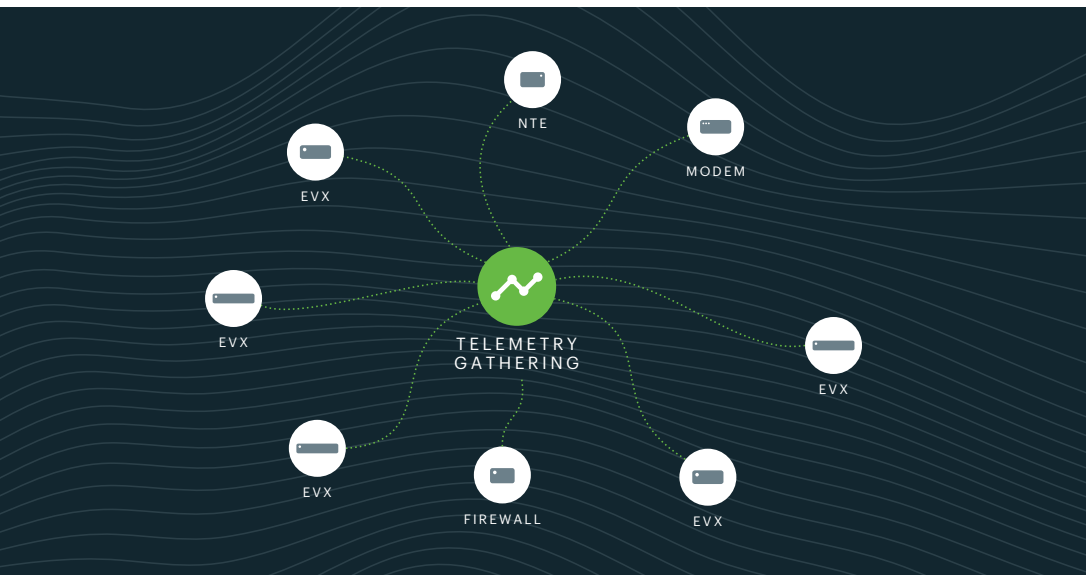 NTE
MODEM
EVX
EVX
TELEMETRY
GATHERING
EVX
EVX
FIREWALL
EVX